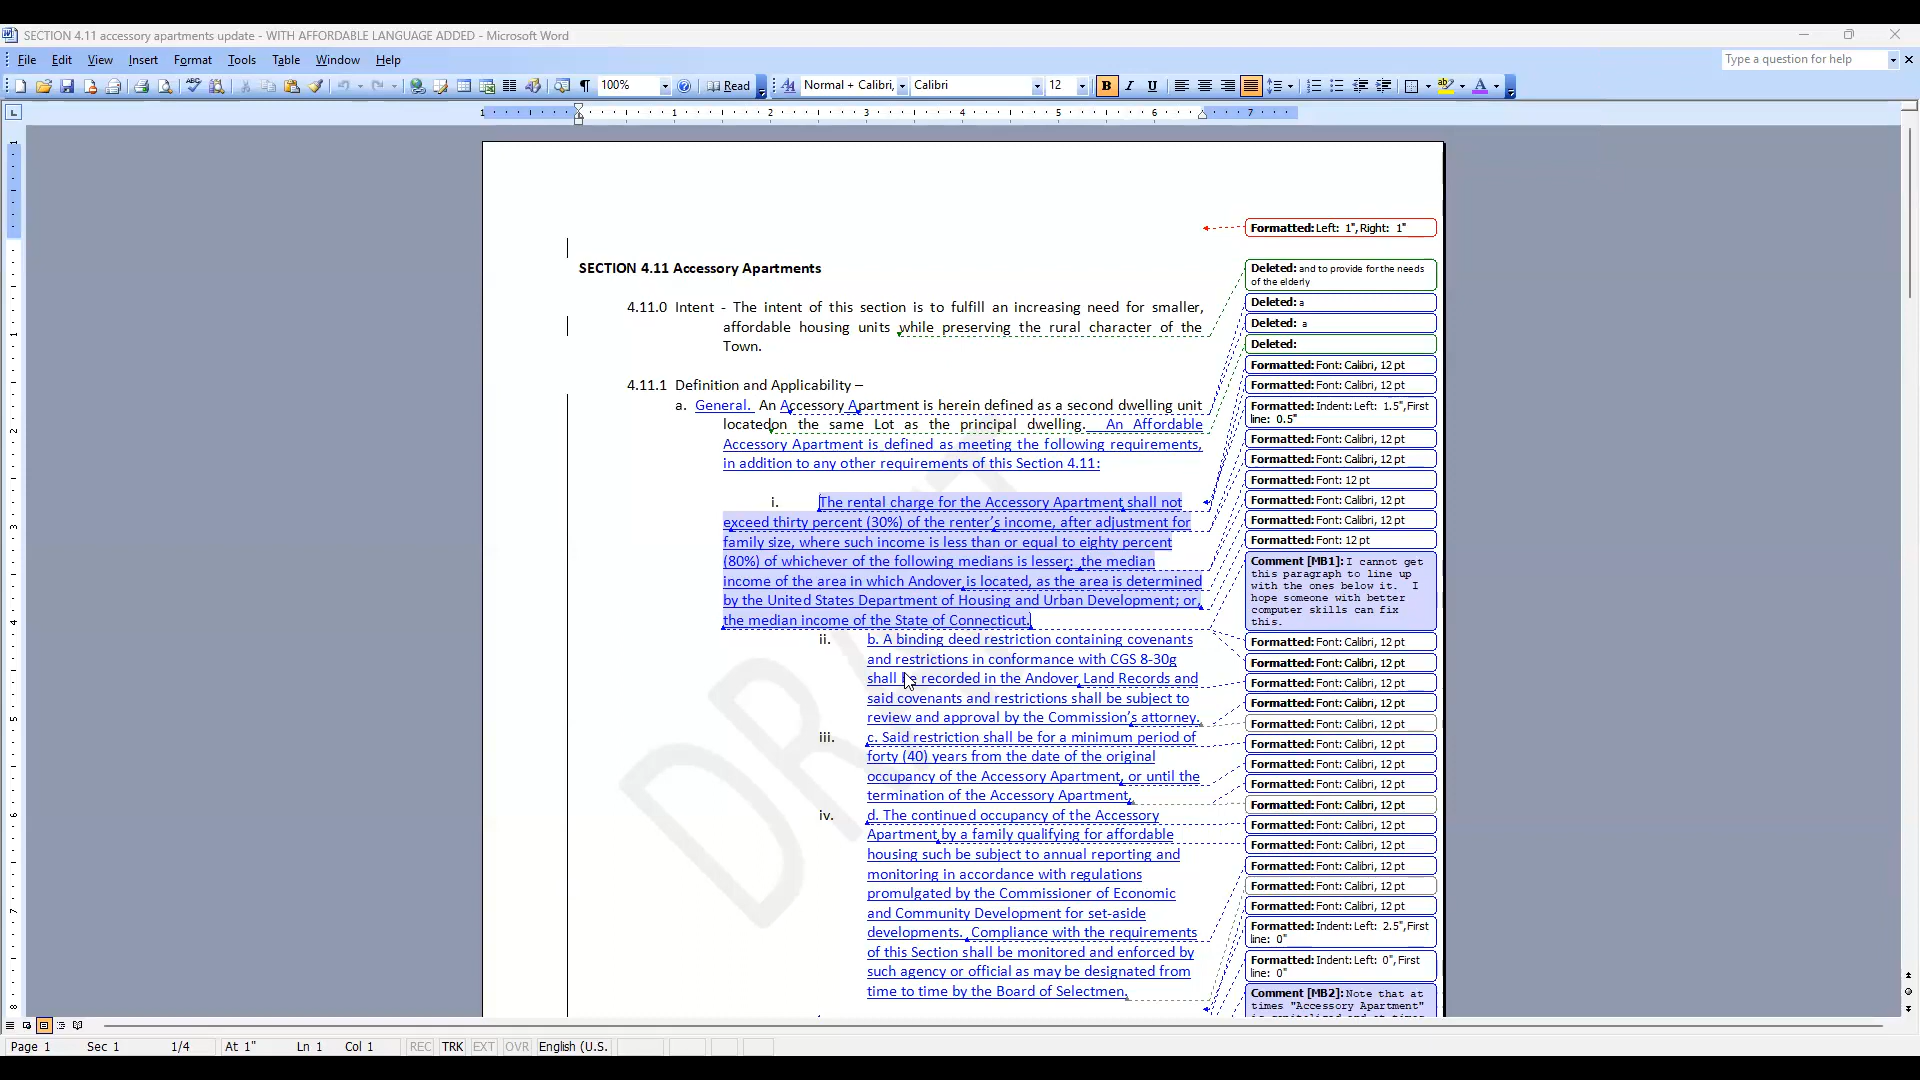 SECTION 4.11 accessory apartments update - WITH AFFORDABLE LANGUAGE ADDED - Microsoft Word
File Edit View Insert Format Tools Table Window Help
Type a question for help
100% Read Normal + Calibri, Calibri 12 B I U
1 1 2 3 4 5 6 7
Formatted: Left: 1", Right: 1"
SECTION 4.11 Accessory Apartments
Deleted: and to provide for the needs
of the elderly
Deleted: a
Deleted: a
Deleted:
4.11.0 Intent - The intent of this section is to fulfill an increasing need for smaller,
affordable housing units while preserving the rural character of the
Town.
4.11.1 Definition and Applicability –
a. General. An Accessory Apartment is herein defined as a second dwelling unit
locatedon the same Lot as the principal dwelling. An Affordable
Accessory Apartment is defined as meeting the following requirements,
in addition to any other requirements of this Section 4.11:
i. The rental charge for the Accessory Apartment shall not
exceed thirty percent (30%) of the renter's income, after adjustment for
family size, where such income is less than or equal to eighty percent
(80%) of whichever of the following medians is lesser: the median
income of the area in which Andover is located, as the area is determined
by the United States Department of Housing and Urban Development; or,
the median income of the State of Connecticut.
ii. b. A binding deed restriction containing covenants
and restrictions in conformance with CGS 8-30g
shall be recorded in the Andover Land Records and
said covenants and restrictions shall be subject to
review and approval by the Commission's attorney.
iii. c. Said restriction shall be for a minimum period of
forty (40) years from the date of the original
occupancy of the Accessory Apartment, or until the
termination of the Accessory Apartment.
iv. d. The continued occupancy of the Accessory
Apartment by a family qualifying for affordable
housing such be subject to annual reporting and
monitoring in accordance with regulations
promulgated by the Commissioner of Economic
and Community Development for set-aside
developments. Compliance with the requirements
of this Section shall be monitored and enforced by
such agency or official as may be designated from
time to time by the Board of Selectmen.
DRAFT
Formatted: Font: Calibri, 12 pt
Formatted: Font: Calibri, 12 pt
Formatted: Indent: Left: 1.5", First
line: 0.5"
Formatted: Font: Calibri, 12 pt
Formatted: Font: Calibri, 12 pt
Formatted: Font: 12 pt
Formatted: Font: Calibri, 12 pt
Formatted: Font: Calibri, 12 pt
Formatted: Font: 12 pt
Comment [MB1]: I cannot get
this paragraph to line up
with the ones below it. I
hope someone with better
computer skills can fix
this.
Formatted: Font: Calibri, 12 pt
Formatted: Font: Calibri, 12 pt
Formatted: Font: Calibri, 12 pt
Formatted: Font: Calibri, 12 pt
Formatted: Font: Calibri, 12 pt
Formatted: Font: Calibri, 12 pt
Formatted: Font: Calibri, 12 pt
Formatted: Font: Calibri, 12 pt
Formatted: Font: Calibri, 12 pt
Formatted: Font: Calibri, 12 pt
Formatted: Font: Calibri, 12 pt
Formatted: Font: Calibri, 12 pt
Formatted: Font: Calibri, 12 pt
Formatted: Font: Calibri, 12 pt
Formatted: Indent: Left: 2.5", First
line: 0"
Formatted: Indent: Left: 0", First
line: 0"
Comment [MB2]: Note that at
times "Accessory Apartment"
Page 1 Sec 1 1/4 At 1" Ln 1 Col 1 REC TRK EXT OVR English (U.S.